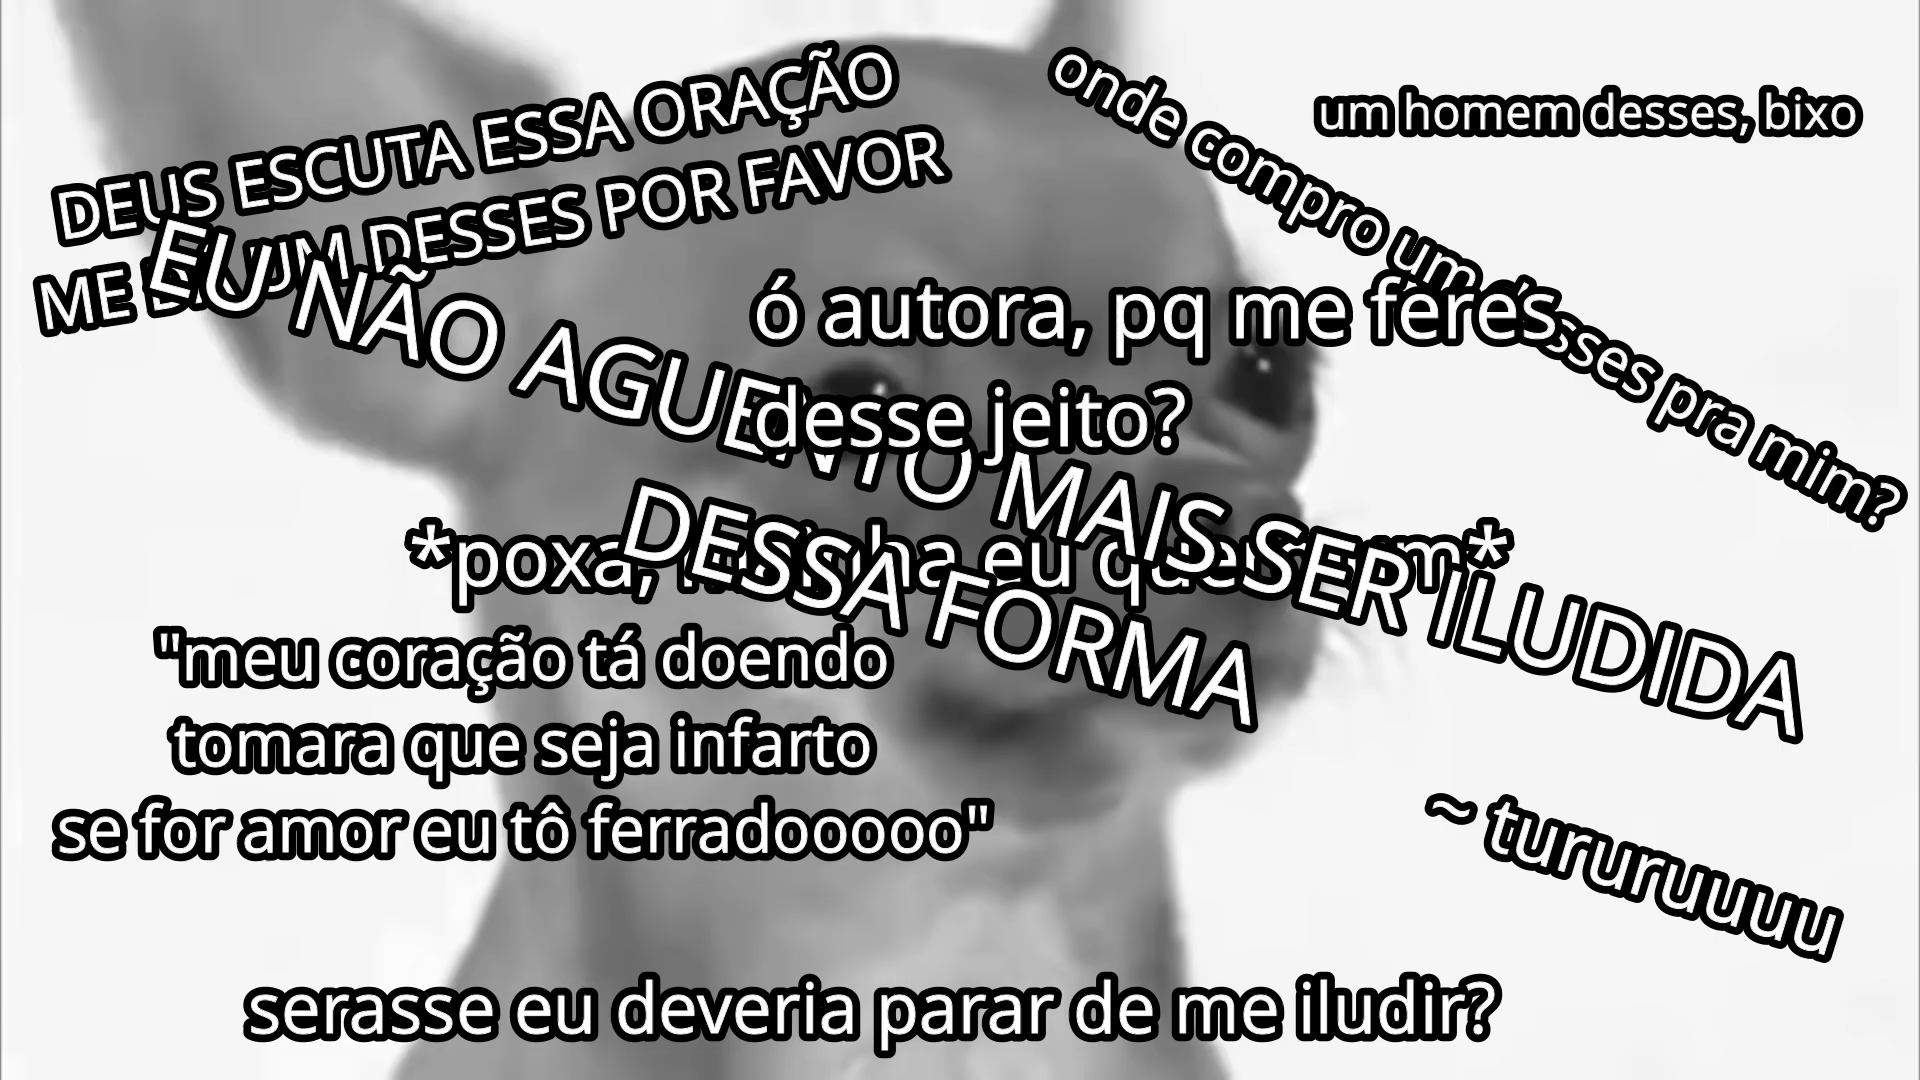 DEUS ESCUTA ESSA ORAÇÃO
ME UM DESSES POR FAVOR
onde compro um desses pra mim?
um homem desses, bixo
EU NÃO AGUENTO MAIS SER ILUDIDA
DESSA FORMA
ó autora, pq me feres
desse jeito?
*poxa, eu
"meu coração tá doendo
tomara que seja infarto
se for amor eu tô ferradooooo"
~ tururuuuu
serasse eu deveria parar de me iludir?